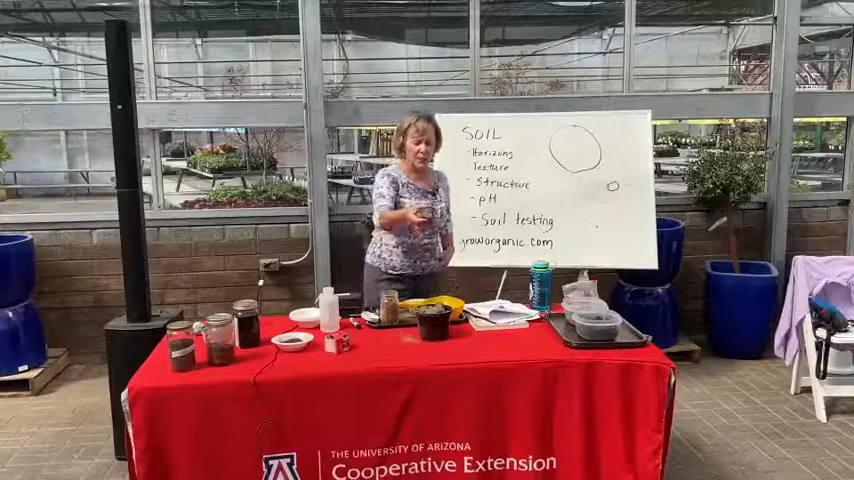 SOIL
• Horizons
• Texture
• Structure
• pH
• Soil testing
groworganic.com
A
THE UNIVERSITY OF ARIZONA
Cooperative Extension